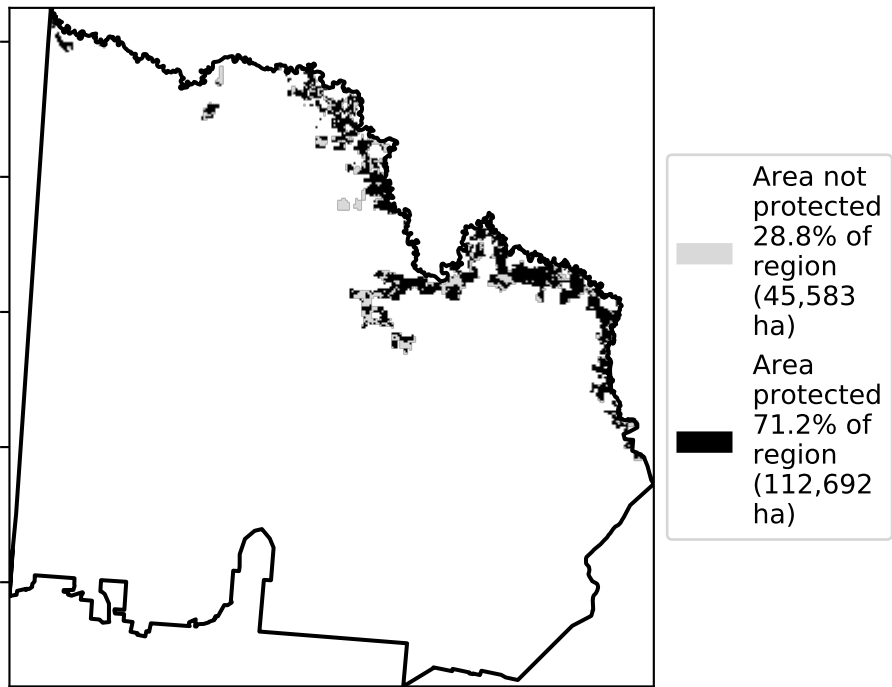 Area not
protected
28.8% of
region
(45,583
ha)
Area
protected
71.2% of
region
(112,692
ha)